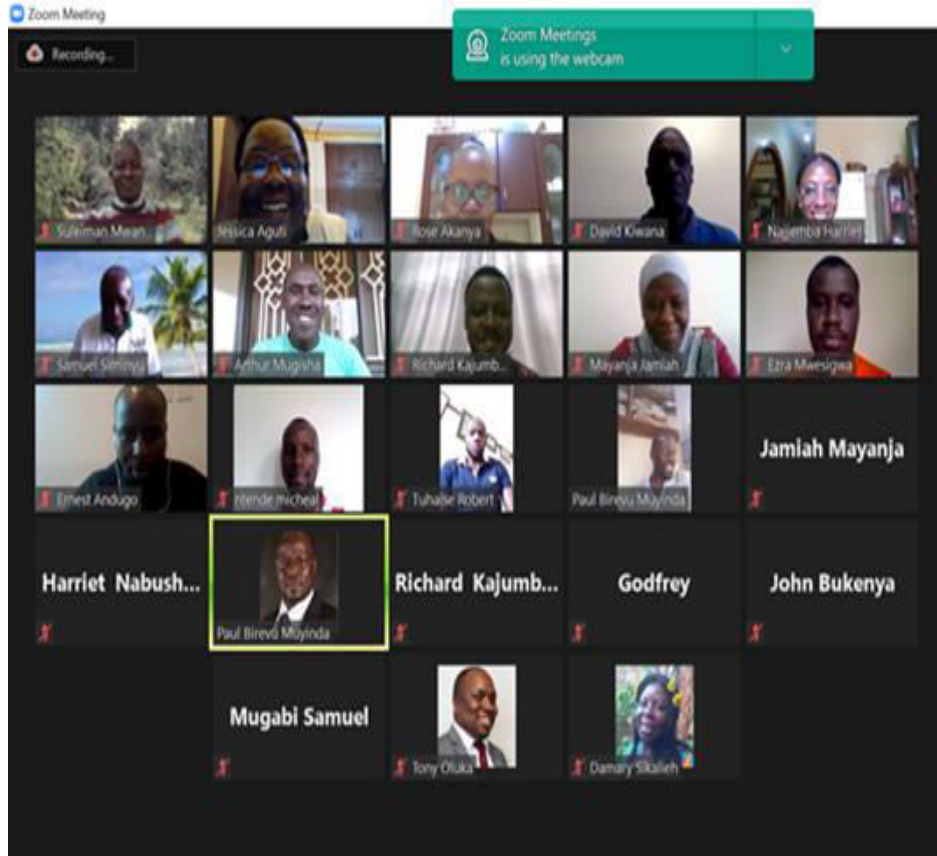 Zoom Meeting
Recording...
Zoom Meetings
is using the webcam
Suleiman Mwan...
Jessica Aguti
Rose Akanya
David Kiwana
Najjemba Harriet
Samuel Siminyu
Arthur Mugisha
Richard Kajumb...
Mayanja Jamiah
Ezra Mwesigwa
Ernest Andugo
ntende micheal
Tuhaise Robert
Paul Birevu Muyinda
Jamiah Mayanja
Harriet Nabush...
Paul Birevu Muyinda
Richard Kajumb...
Godfrey
John Bukenya
Mugabi Samuel
Tony Oluka
Damary Sikalieh